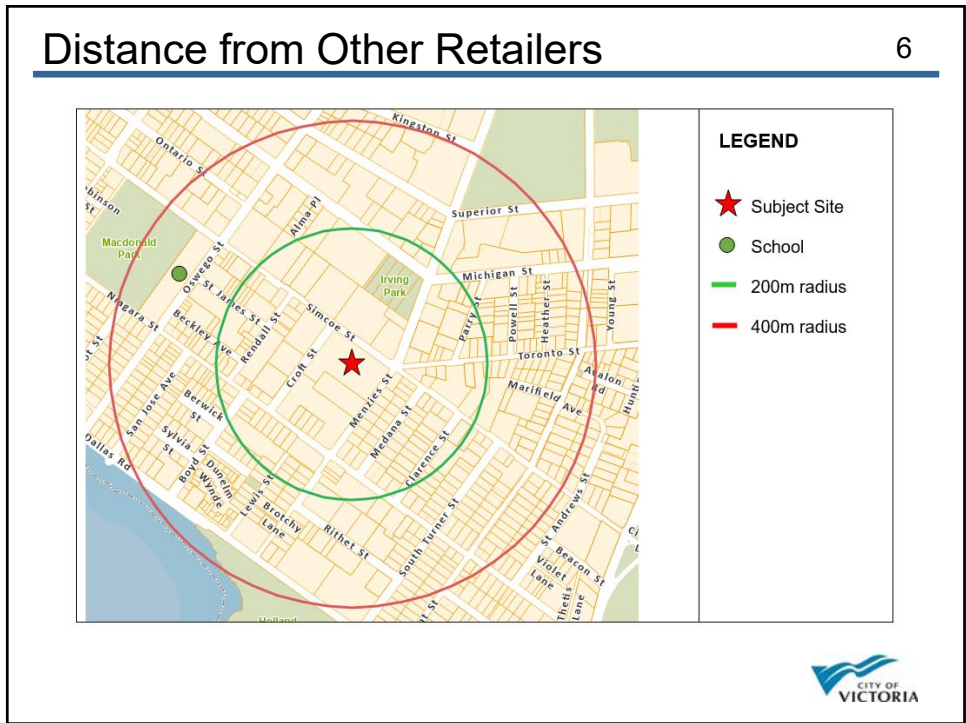 Distance from Other Retailers
6
Kingston St
Ontario St
Alma Pl
Superior St
Macdonald
Park
Oswego St
Irving
Park
Michigan St
St. James St
Niagara St
Beckley Ave
Rendall St
Simcoe St
Parry St
Powell St
Heather St
Young St
Toronto St
Croft St
Avalon
Rd
Marifield Ave
San Jose Ave
Menzies St
Medana St
Berwick
St
Clarence St
Sylvia
St
Dallas Rd
Boyd St
Dunelm
Wynde
Lewis St
Brotchy
Lane
Rithet St
South Turner St
St Andrews St
Beacon St
Violet
Lane
Thetis
Lane
Holland
LEGEND
Subject Site
School
200m radius
400m radius
CITY OF
VICTORIA